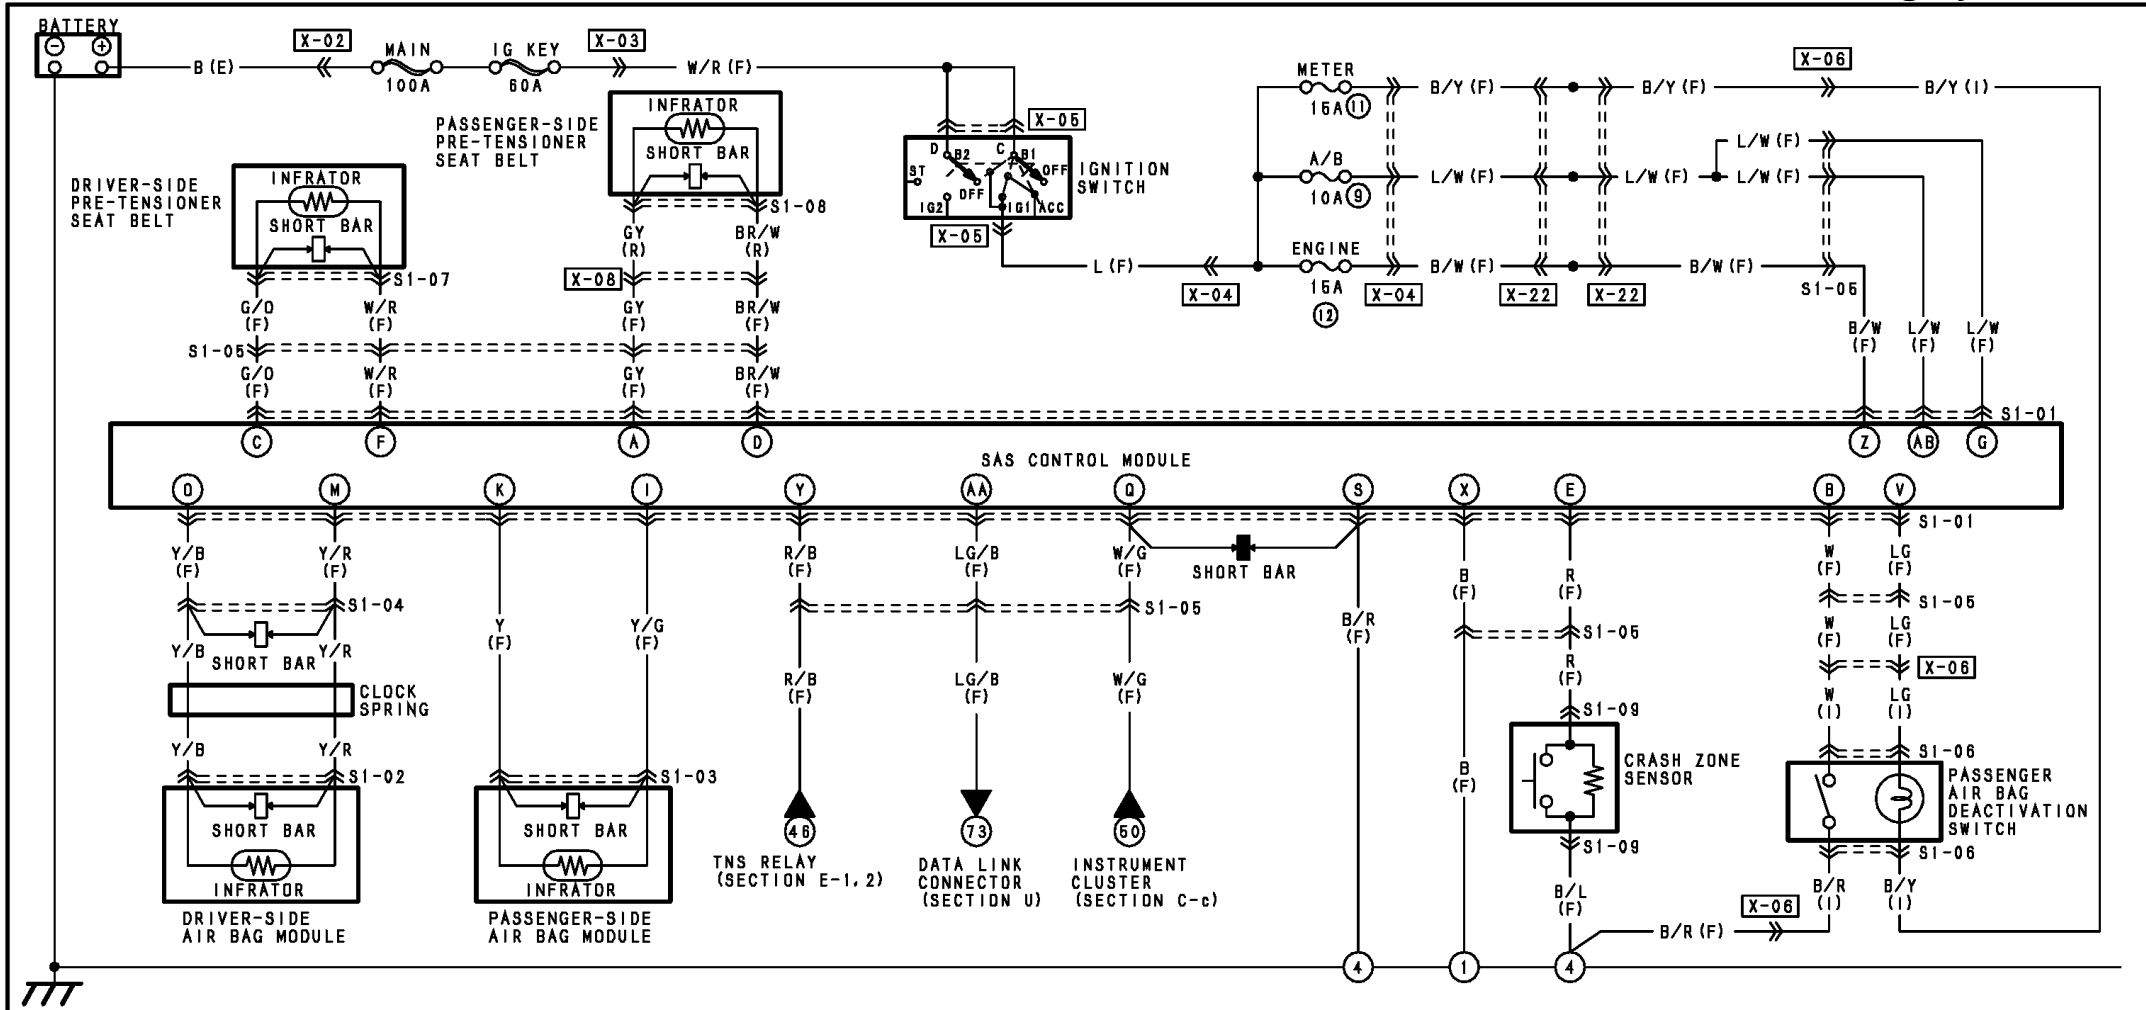 BATTERY
X-02
MAIN
100A
IG KEY
60A
X-03
B (E)
W/R (F)
INFRATOR
PASSENGER-SIDE
PRE-TENSIONER
SEAT BELT
SHORT BAR
S1-08
DRIVER-SIDE
PRE-TENSIONER
SEAT BELT
INFRATOR
SHORT BAR
S1-07
GY
(R)
BR/W
(R)
X-08
G/O
(F)
W/R
(F)
GY
(F)
BR/W
(F)
S1-05
G/O
(F)
W/R
(F)
GY
(F)
BR/W
(F)
X-05
D
B2
C
B1
ST
OFF
OFF
IG2
IG1
ACC
IGNITION
SWITCH
X-05
L (F)
X-04
METER
15A
11
A/B
10A
9
ENGINE
15A
12
X-04
B/Y (F)
L/W (F)
B/W (F)
X-22
X-22
B/Y (F)
L/W (F)
L/W (F)
L/W (F)
B/W (F)
X-06
B/Y (I)
S1-05
B/W
(F)
L/W
(F)
L/W
(F)
S1-01
C
F
A
D
Z
AB
G
SAS CONTROL MODULE
O
M
K
I
Y
AA
Q
S
X
E
B
V
S1-01
Y/B
(F)
Y/R
(F)
S1-04
Y/B
SHORT BAR
Y/R
CLOCK
SPRING
Y/B
Y/R
S1-02
SHORT BAR
INFRATOR
DRIVER-SIDE
AIR BAG MODULE
Y
(F)
Y/G
(F)
S1-03
SHORT BAR
INFRATOR
PASSENGER-SIDE
AIR BAG MODULE
R/B
(F)
LG/B
(F)
W/G
(F)
SHORT BAR
S1-05
R/B
(F)
LG/B
(F)
W/G
(F)
46
TNS RELAY
(SECTION E-1,2)
73
DATA LINK
CONNECTOR
(SECTION U)
50
INSTRUMENT
CLUSTER
(SECTION C-c)
B/R
(F)
B
(F)
R
(F)
S1-05
R
(F)
B
(F)
S1-09
CRASH ZONE
SENSOR
S1-09
B/L
(F)
W
(F)
LG
(F)
S1-05
W
(F)
LG
(F)
X-06
W
(I)
LG
(I)
S1-06
PASSENGER
AIR BAG
DEACTIVATION
SWITCH
S1-06
B/R
(I)
B/Y
(I)
X-06
B/R (F)
4
1
4